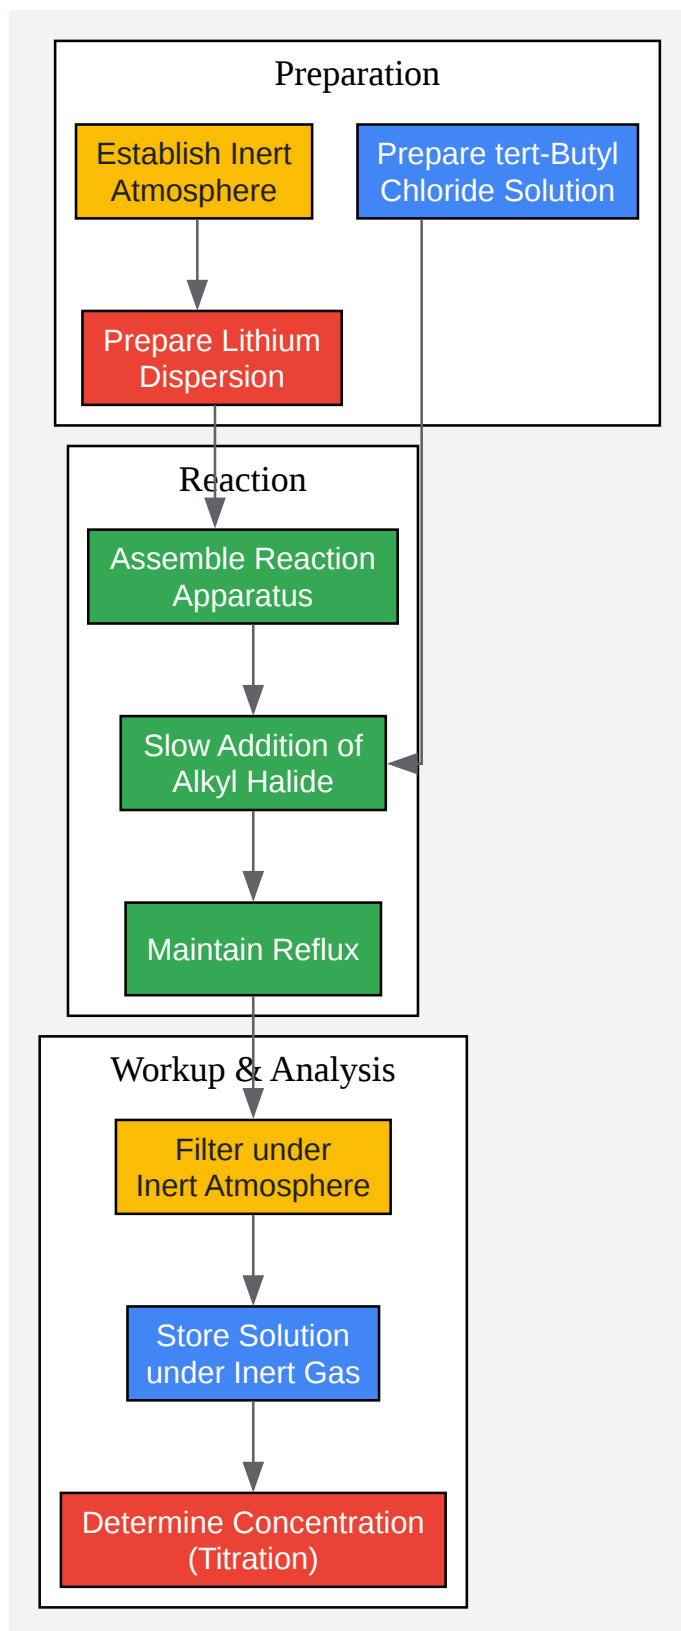 Preparation
Establish Inert
Atmosphere
Prepare tert-Butyl
Chloride Solution
Prepare Lithium
Dispersion
Reaction
Assemble Reaction
Apparatus
Slow Addition of
Alkyl Halide
Maintain Reflux
Workup & Analysis
Filter under
Inert Atmosphere
Store Solution
under Inert Gas
Determine Concentration
(Titration)